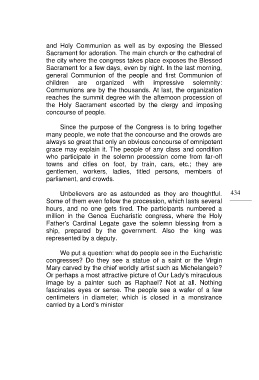 and Holy Communion as well as by exposing the Blessed
Sacrament for adoration. The main church or the cathedral of
the city where the congress takes place exposes the Blessed
Sacrament for a few days, even by night. In the last morning,
general Communion of the people and first Communion of
children are organized with impressive solemnity:
Communions are by the thousands. At last, the organization
reaches the summit degree with the afternoon procession of
the Holy Sacrament escorted by the clergy and imposing
concourse of people.
Since the purpose of the Congress is to bring together
many people, we note that the concourse and the crowds are
always so great that only an obvious concourse of omnipotent
grace may explain it. The people of any class and condition
who participate in the solemn procession come from far-off
towns and cities on foot, by train, cars, etc.; they are
gentlemen, workers, ladies, titled persons, members of
parliament, and crowds.
Unbelievers are as astounded as they are thoughtful.
434
Some of them even follow the procession, which lasts several
hours, and no one gets tired. The participants numbered a
million in the Genoa Eucharistic congress, where the Holy
Father's Cardinal Legate gave the solemn blessing from a
ship, prepared by the government. Also the king was
represented by a deputy.
We put a question: what do people see in the Eucharistic
congresses? Do they see a statue of a saint or the Virgin
Mary carved by the chief worldly artist such as Michelangelo?
Or perhaps a most attractive picture of Our Lady's miraculous
image by a painter such as Raphael? Not at all. Nothing
fascinates eyes or sense. The people see a wafer of a few
centimeters in diameter; which is closed in a monstrance
carried by a Lord's minister